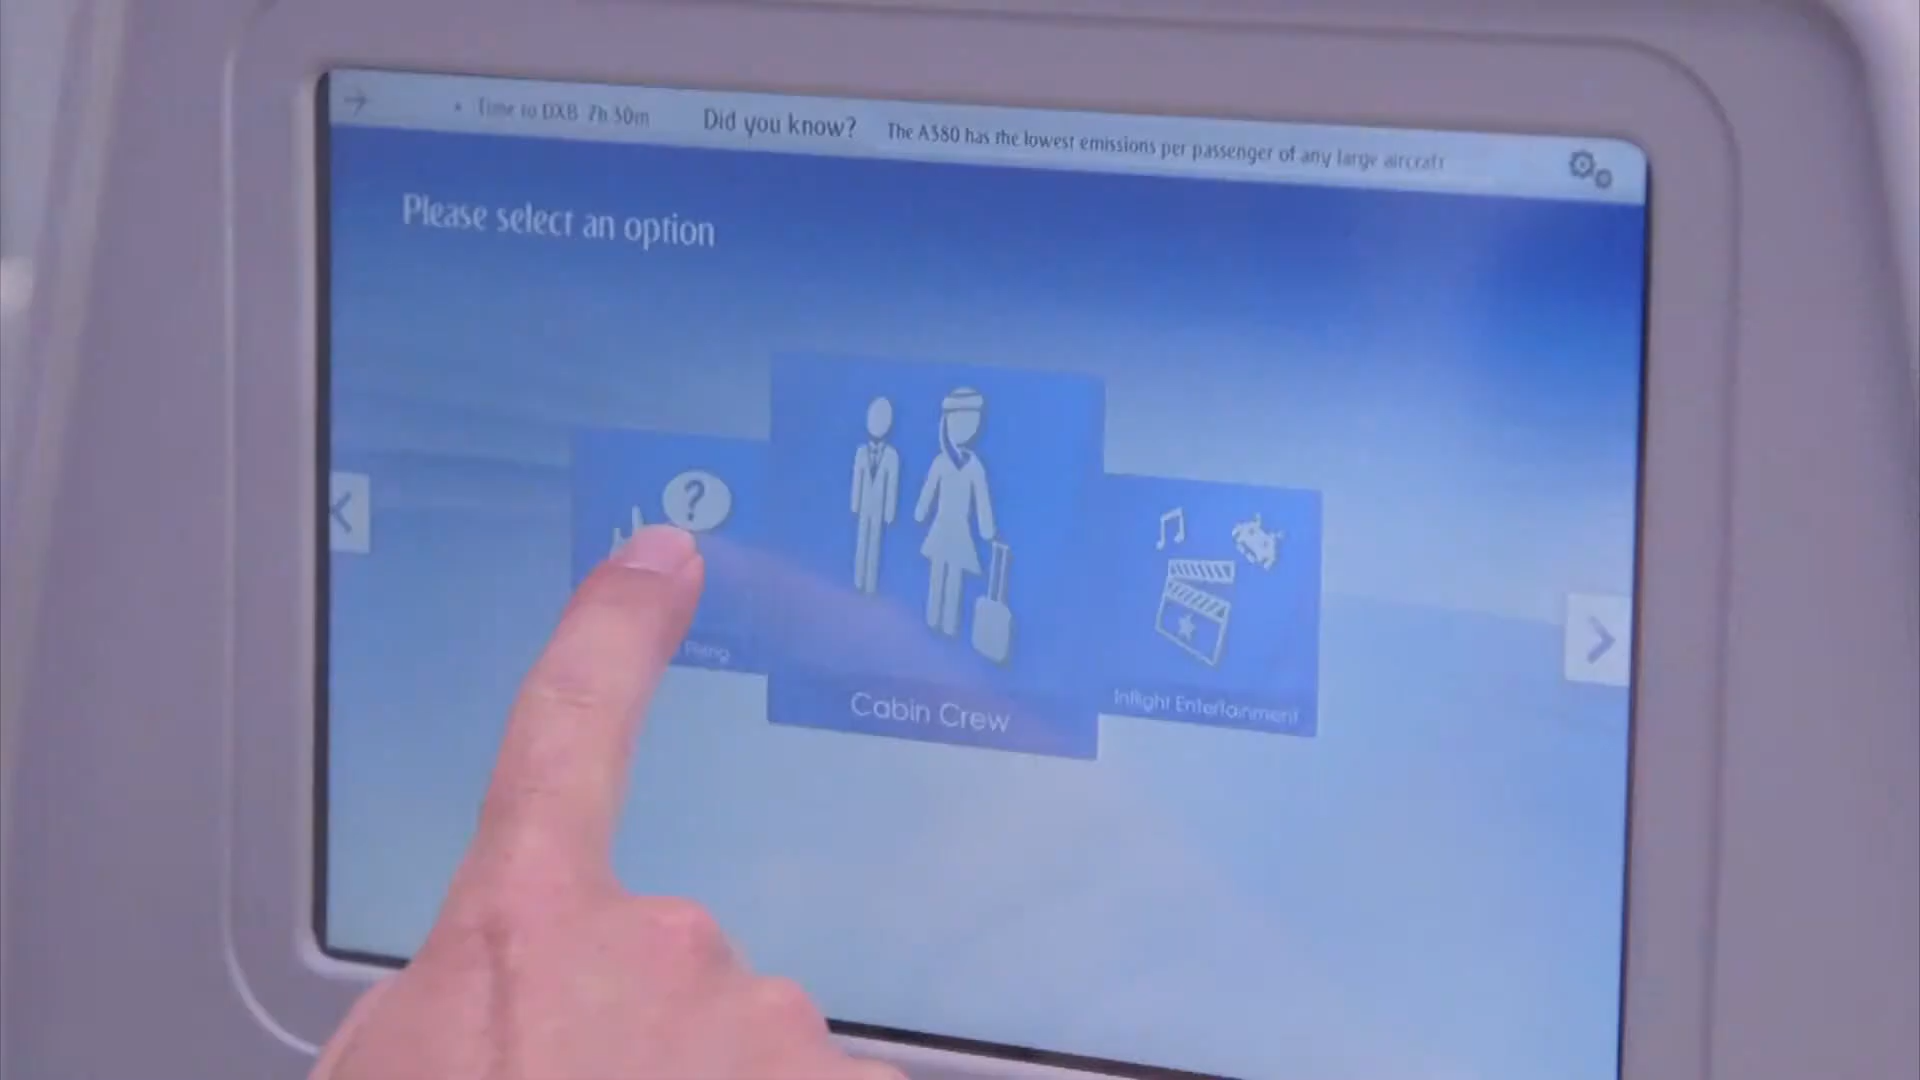 Time to DXB 7h 30m Did you know? The A380 has the lowest emissions per passenger of any large aircraft
Please select an option
?
Cabin Crew
Inflight Entertainment